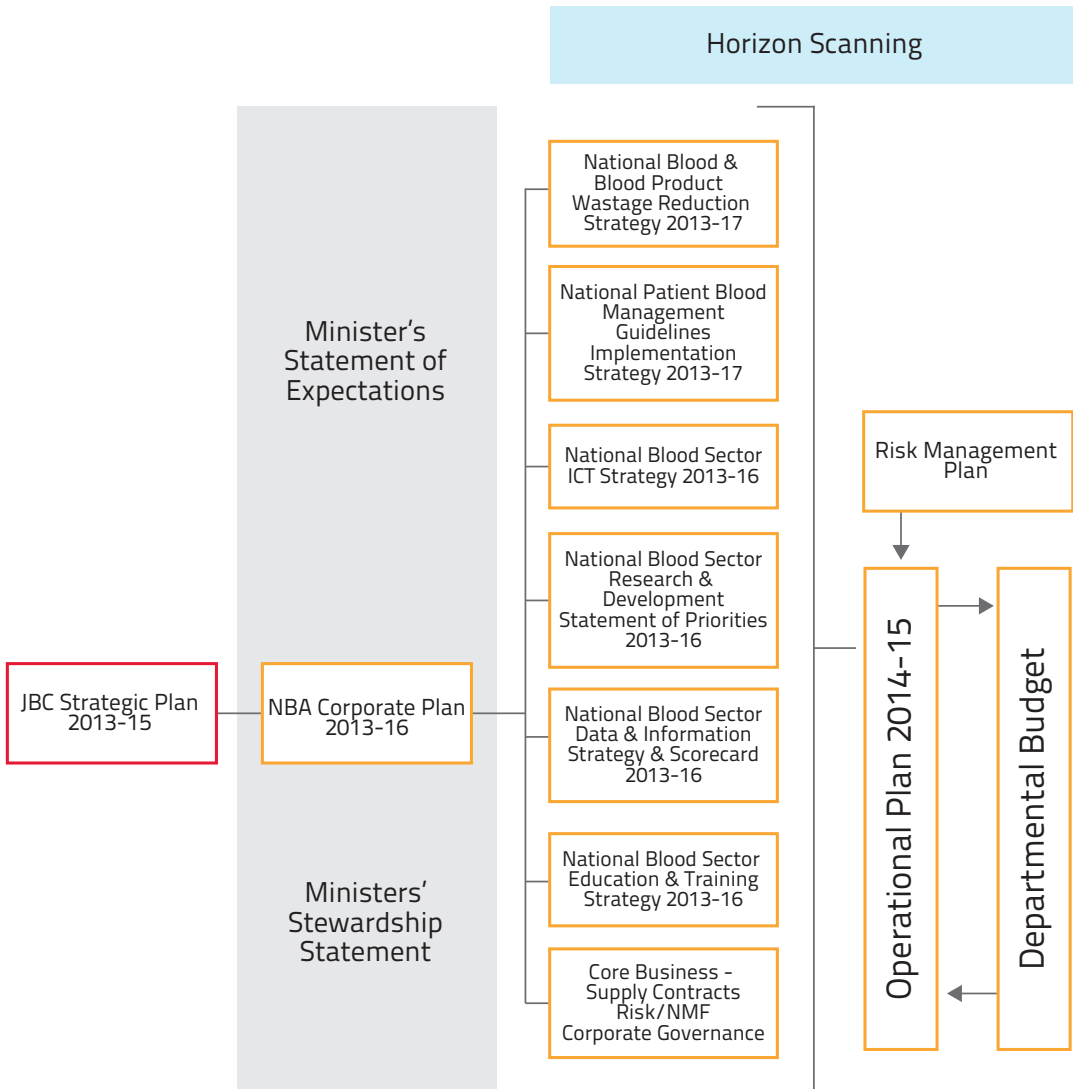 Horizon Scanning
Minister's
Statement of
Expectations
Ministers'
Stewardship
Statement
JBC Strategic Plan
2013-15
NBA Corporate Plan
2013-16
National Blood &
Blood Product
Wastage Reduction
Strategy 2013-17
National Patient Blood
Management
Guidelines
Implementation
Strategy 2013-17
National Blood Sector
ICT Strategy 2013-16
National Blood Sector
Research &
Development
Statement of Priorities
2013-16
National Blood Sector
Data & Information
Strategy & Scorecard
2013-16
National Blood Sector
Education & Training
Strategy 2013-16
Core Business -
Supply Contracts
Risk/NMF
Corporate Governance
Risk Management
Plan
Operational Plan 2014-15
Departmental Budget